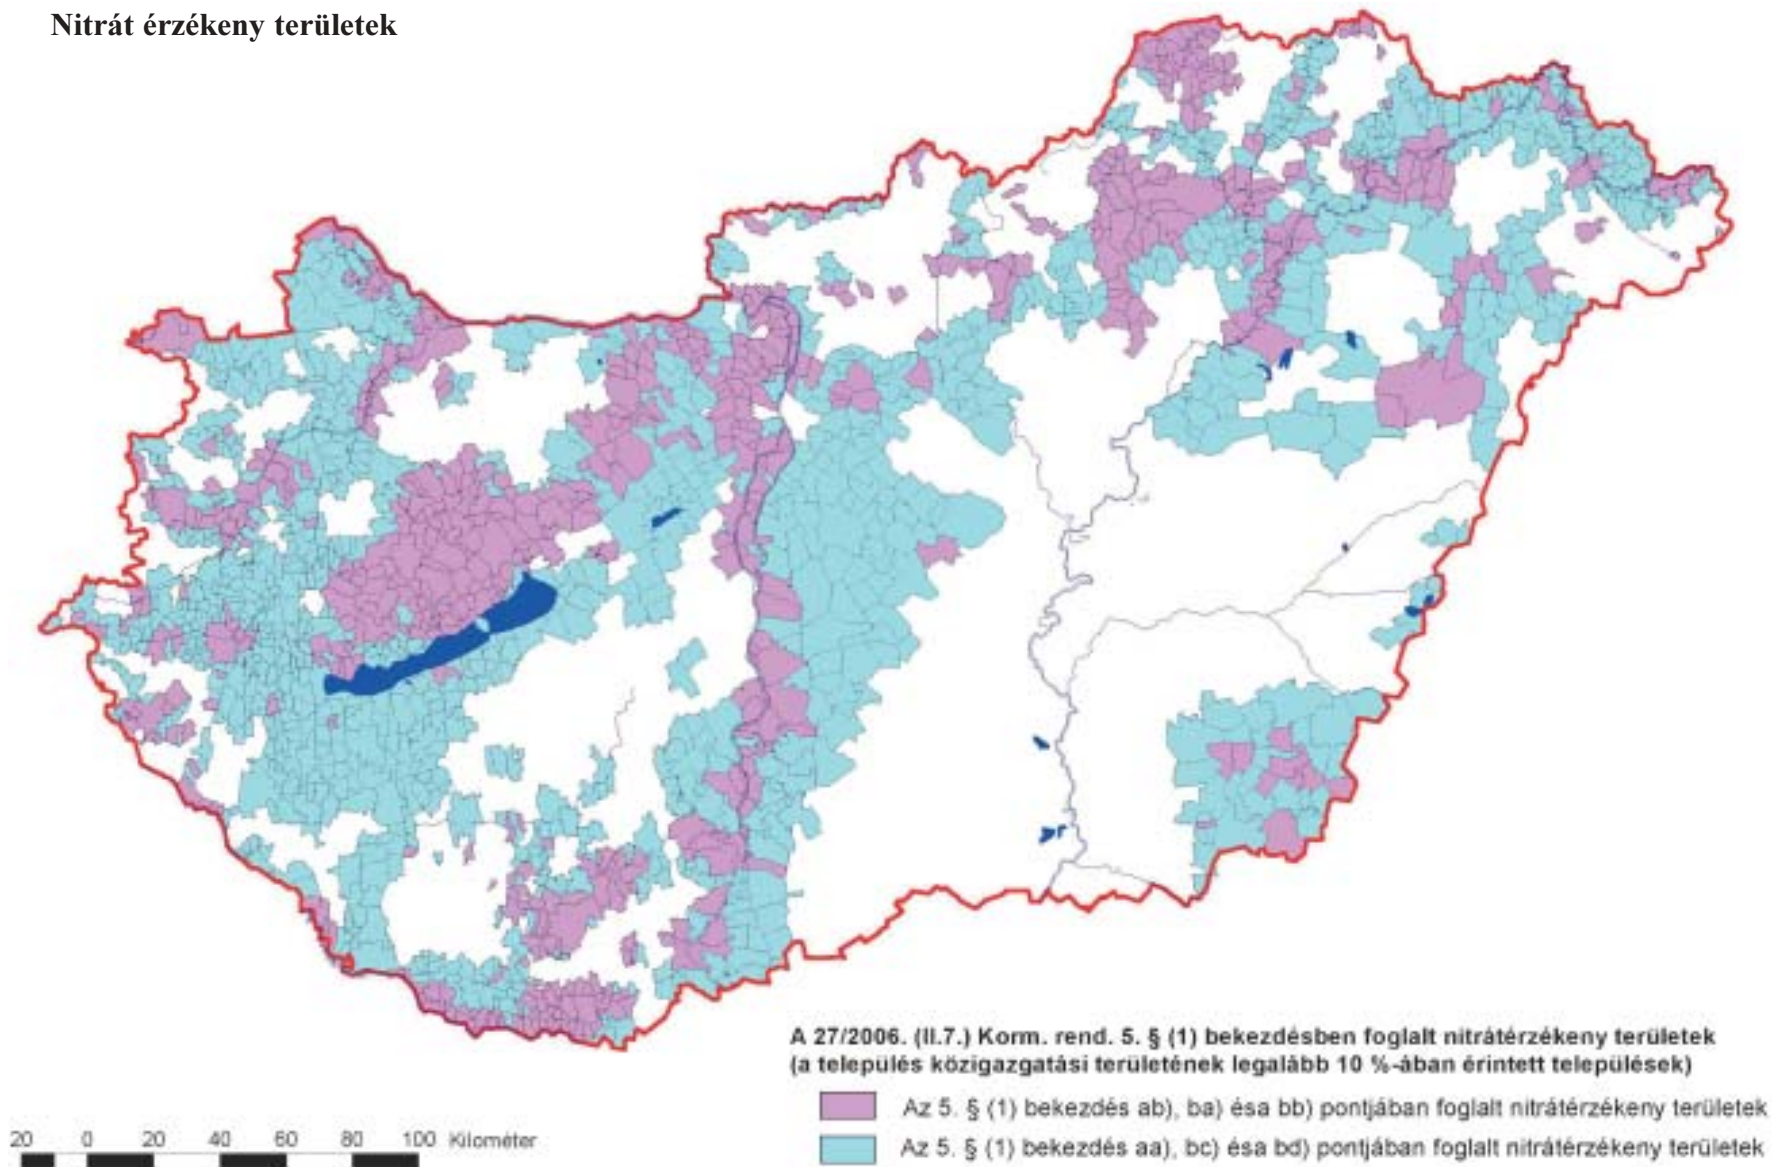 Nitrát érzékeny területek
A 27/2006. (II.7.) Korm. rend. 5. § (1) bekezdésben foglalt nitrátérzékeny területek
(a település közigazgatási területének legalább 10 %-ában érintett települések)
Az 5. § (1) bekezdés ab), ba) ésa bb) pontjában foglalt nitrátérzékeny területek
Az 5. § (1) bekezdés aa), bc) ésa bd) pontjában foglalt nitrátérzékeny területek
20 0 20 40 60 80 100 Kilométer